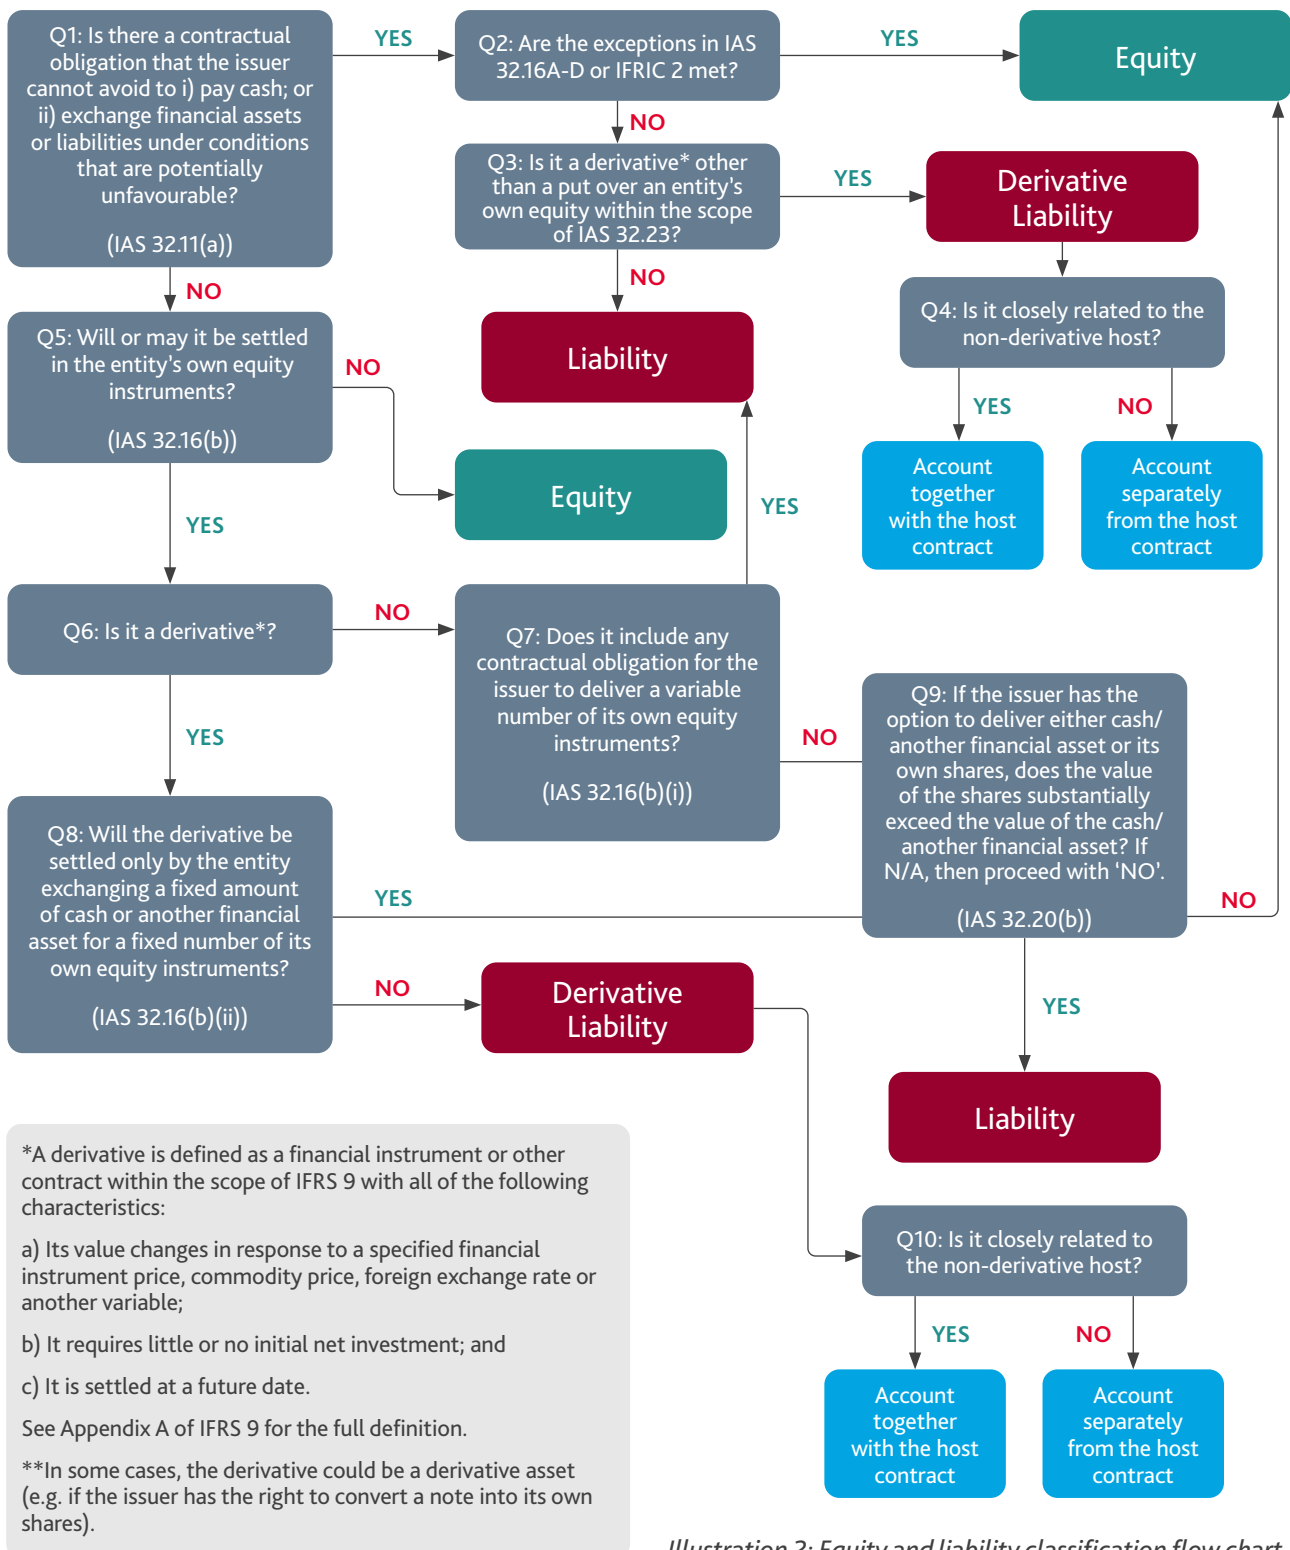 Q1: Is there a contractual
obligation that the issuer
cannot avoid to i) pay cash; or
ii) exchange financial assets
or liabilities under conditions
that are potentially
unfavourable?
(IAS 32.11(a))
YES
Q2: Are the exceptions in IAS
32.16A-D or IFRIC 2 met?
YES
Equity
NO
Q3: Is it a derivative* other
than a put over an entity's
own equity within the scope
of IAS 32.23?
YES
Derivative
Liability
NO
NO
Q4: Is it closely related to the
non-derivative host?
Q5: Will or may it be settled
in the entity's own equity
instruments?
(IAS 32.16(b))
NO
Liability
YES
NO
Account
together
with the host
contract
Account
separately
from the host
contract
Equity
YES
YES
Q6: Is it a derivative*?
NO
Q7: Does it include any
contractual obligation for the
issuer to deliver a variable
number of its own equity
instruments?
(IAS 32.16(b)(i))
NO
Q9: If the issuer has the
option to deliver either cash/
another financial asset or its
own shares, does the value
of the shares substantially
exceed the value of the cash/
another financial asset? If
N/A, then proceed with 'NO'.
(IAS 32.20(b))
NO
YES
Q8: Will the derivative be
settled only by the entity
exchanging a fixed amount
of cash or another financial
asset for a fixed number of its
own equity instruments?
(IAS 32.16(b)(ii))
YES
NO
Derivative
Liability
YES
Liability
*A derivative is defined as a financial instrument or other
contract within the scope of IFRS 9 with all of the following
characteristics:
a) Its value changes in response to a specified financial
instrument price, commodity price, foreign exchange rate or
another variable;
b) It requires little or no initial net investment; and
c) It is settled at a future date.
See Appendix A of IFRS 9 for the full definition.
**In some cases, the derivative could be a derivative asset
(e.g. if the issuer has the right to convert a note into its own
shares).
Q10: Is it closely related to
the non-derivative host?
YES
NO
Account
together
with the host
contract
Account
separately
from the host
contract
Illustration 2: Equity and liability classification flow chart